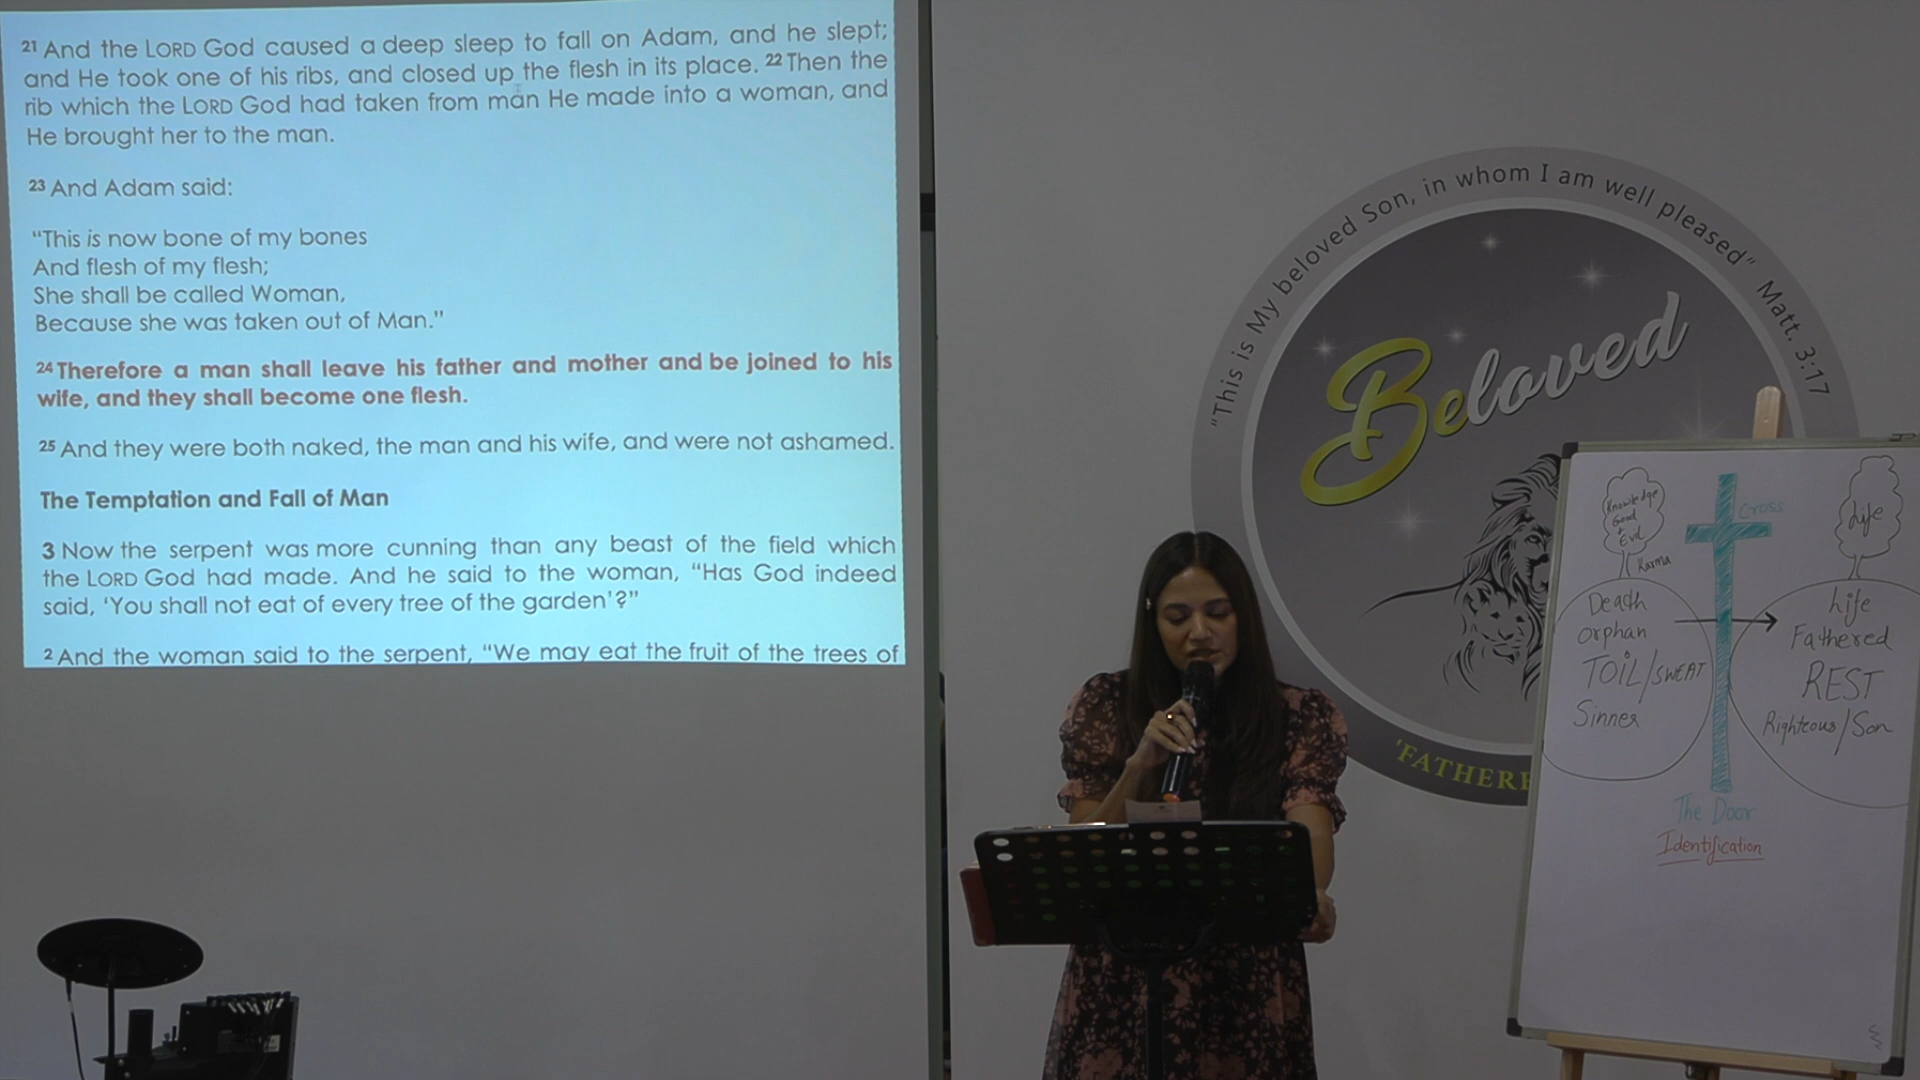 21 And the LORD God caused a deep sleep to fall on Adam, and he slept;
and He took one of his ribs, and closed up the flesh in its place. 22 Then the
rib which the LORD God had taken from man He made into a woman, and
He brought her to the man.
23 And Adam said:
“This is now bone of my bones
And flesh of my flesh;
She shall be called Woman,
Because she was taken out of Man.”
24 Therefore a man shall leave his father and mother and be joined to his
wife, and they shall become one flesh.
25 And they were both naked, the man and his wife, and were not ashamed.
The Temptation and Fall of Man
3 Now the serpent was more cunning than any beast of the field which
the LORD God had made. And he said to the woman, “Has God indeed
said, ‘You shall not eat of every tree of the garden’?”
2 And the woman said to the serpent, “We may eat the fruit of the trees of
"This is My beloved Son, in whom I am well pleased" Matt. 3:17
Beloved
'FATHERE
Knowledge
Good
&
Evil
Karma
Death
Orphan
TOIL/SWEAT
Sinner
Cross
The Door
Identification
Life
Life
Fathered
REST
Righteous/Son